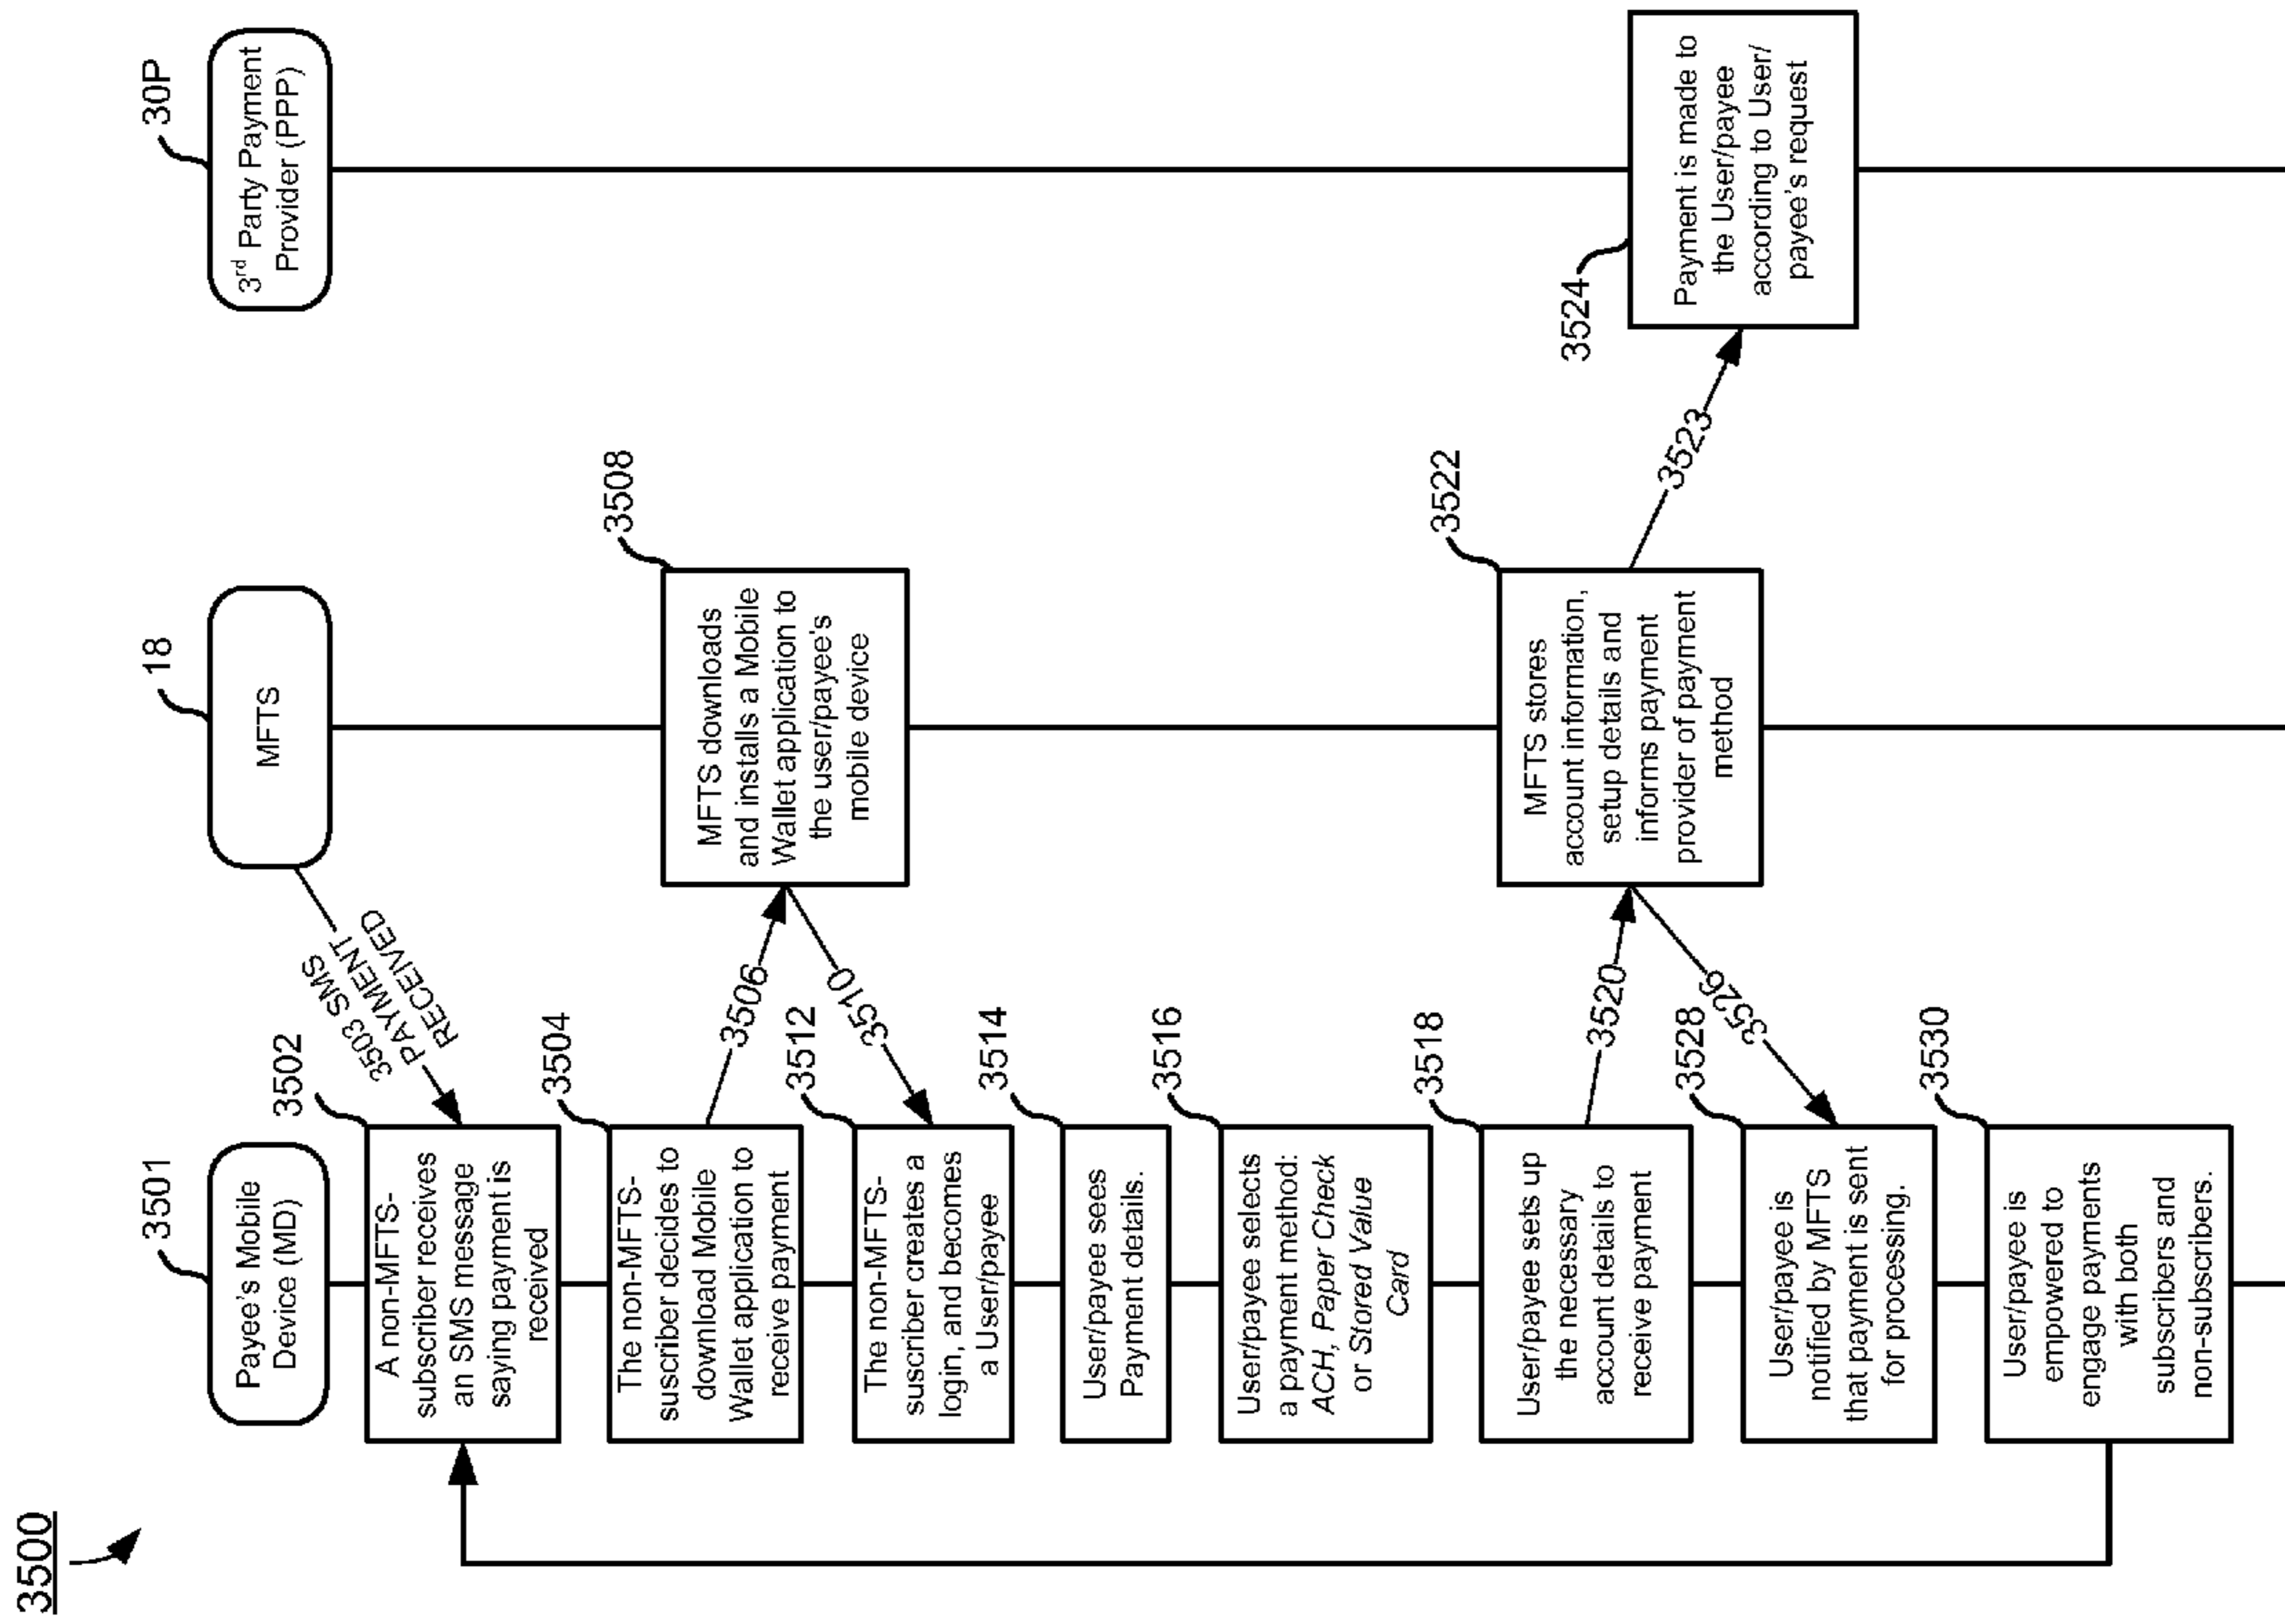 3500
3501
Payee's Mobile
Device (MD)
18
MFTS
30P
3rd Party Payment
Provider (PPP)
3503 SMS
PAYMENT
RECEIVED
3502
A non-MFTS-
subscriber receives
an SMS message
saying payment is
received
3504
The non-MFTS-
suscriber decides to
download Mobile
Wallet application to
receive payment
3506
3508
MFTS downloads
and installs a Mobile
Wallet application to
the user/payee's
mobile device
3510
3512
The non-MFTS-
suscriber creates a
login, and becomes
a User/payee
3514
User/payee sees
Payment details.
3516
User/payee selects
a payment method:
ACH, Paper Check
or Stored Value
Card
3518
User/payee sets up
the necessary
account details to
receive payment
3520
3522
MFTS stores
account information,
setup details and
informs payment
provider of payment
method
3523
3524
Payment is made to
the User/payee
according to User/
payee's request
3526
3528
User/payee is
notified by MFTS
that payment is sent
for processing.
3530
User/payee is
empowered to
engage payments
with both
subscribers and
non-subscribers.